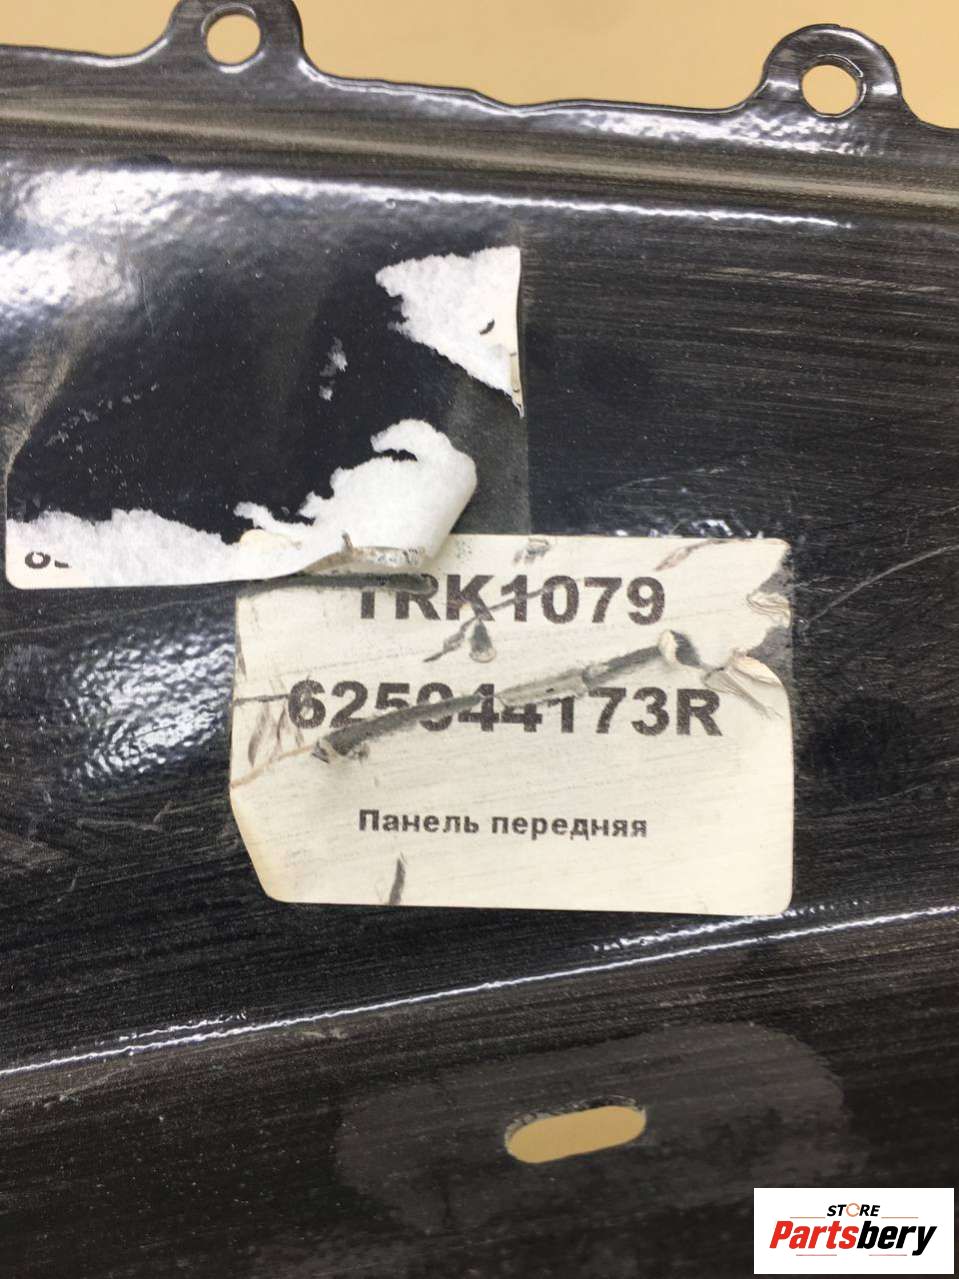 TRK1079
625044173R
Панель передняя
STORE
Partsbery